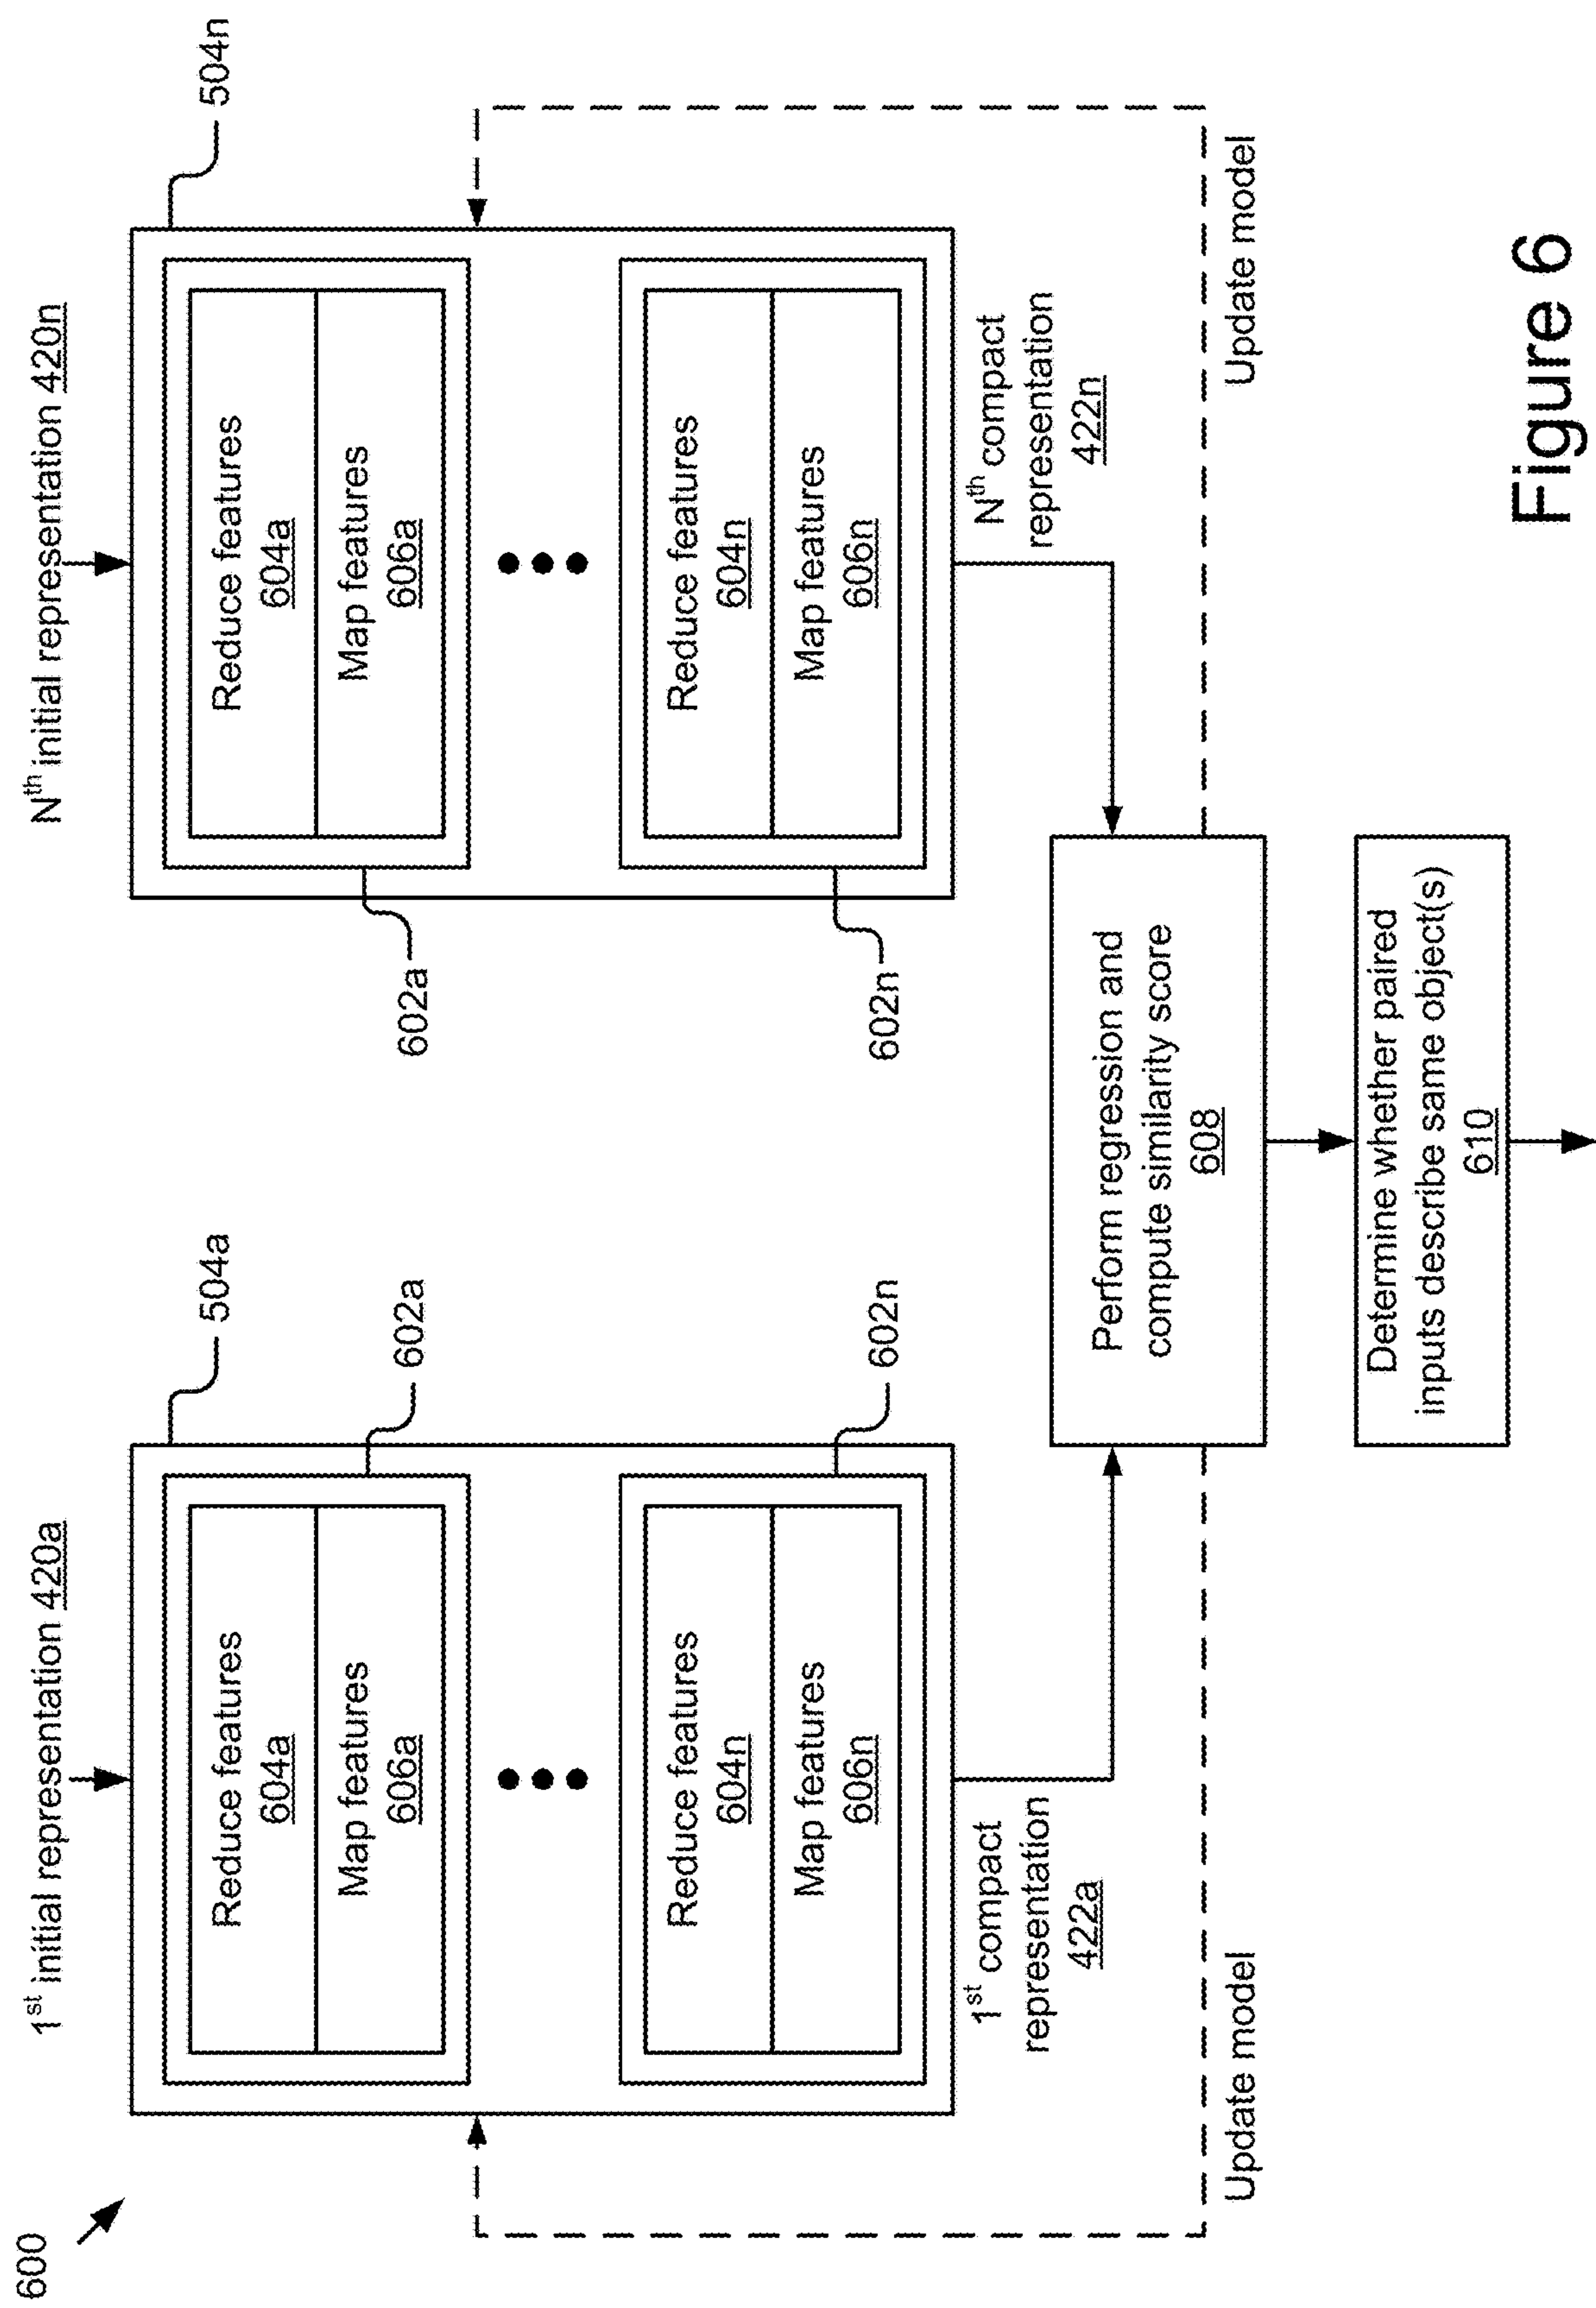 600
1st initial representation 420a
Nth initial representation 420n
504a
504n
Reduce features
604a
Map features
606a
602a
Reduce features
604n
Map features
606n
602n
Reduce features
604a
Map features
606a
602a
Reduce features
604n
Map features
606n
602n
1st compact
representation
422a
Nth compact
representation
422n
Perform regression and
compute similarity score
608
Update model
Update model
Determine whether paired
inputs describe same object(s)
610
Figure 6